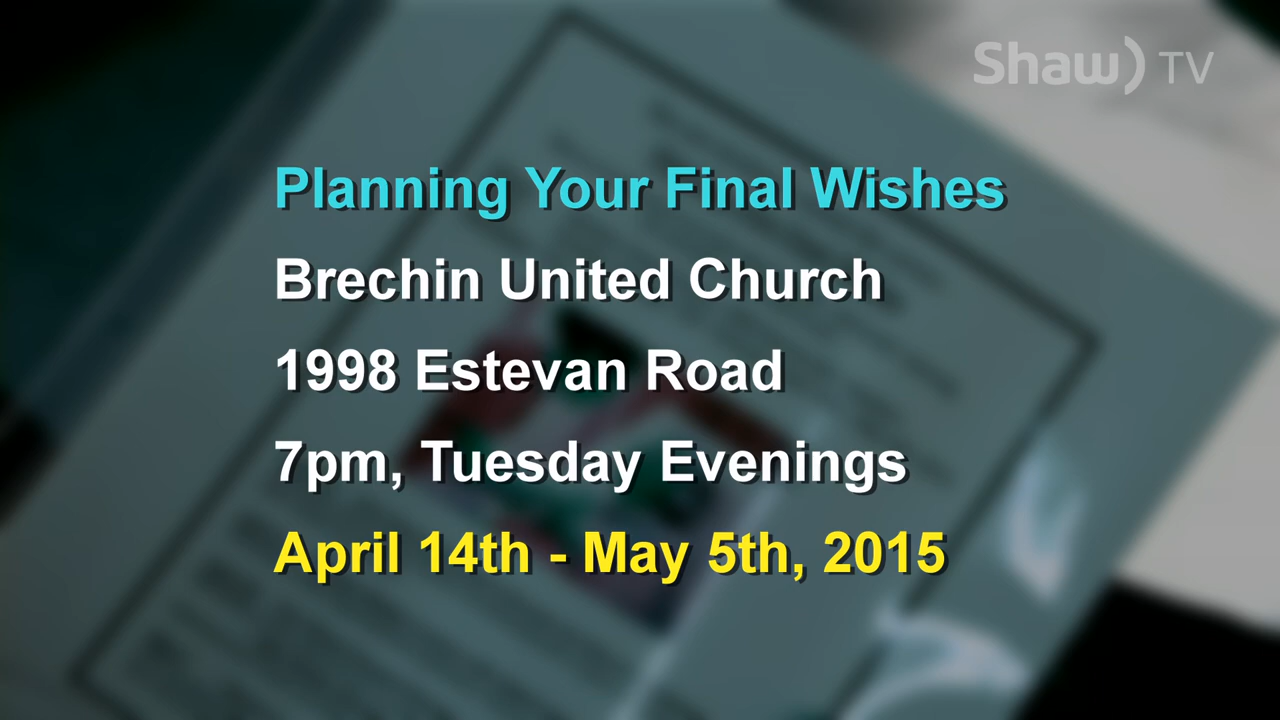 Shaw) TV
Planning Your Final Wishes
Brechin United Church
1998 Estevan Road
7pm, Tuesday Evenings
April 14th - May 5th, 2015